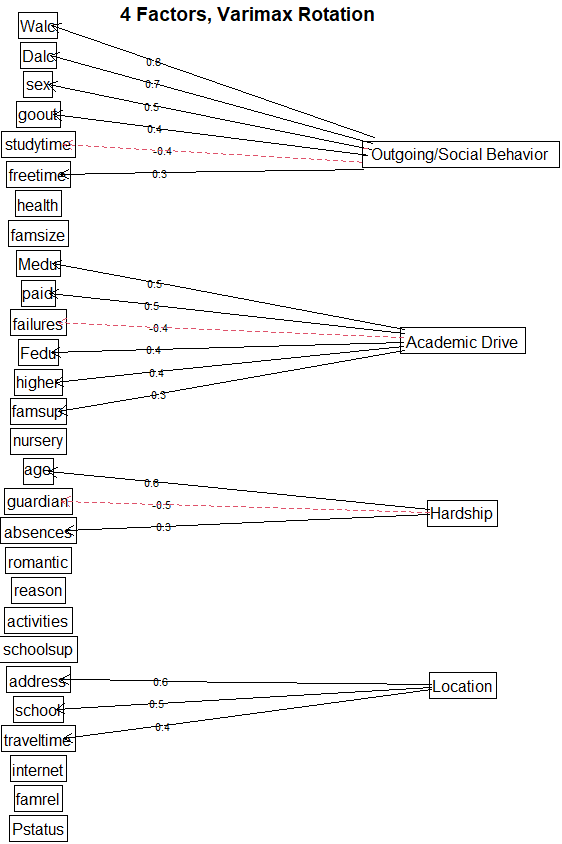 4 Factors, Varimax Rotation
Walc
Dalc
sex
goout
studytime
freetime
health
famsize
Medu
paid
failures
Fedu
higher
famsup
nursery
age
guardian
absences
romantic
reason
activities
schoolsup
address
school
traveltime
internet
famrel
Pstatus
0.8
0.7
0.5
0.4
-0.4
0.3
Outgoing/Social Behavior
0.5
0.5
-0.4
0.4
0.4
0.3
Academic Drive
0.6
-0.5
0.3
Hardship
0.6
0.5
0.4
Location